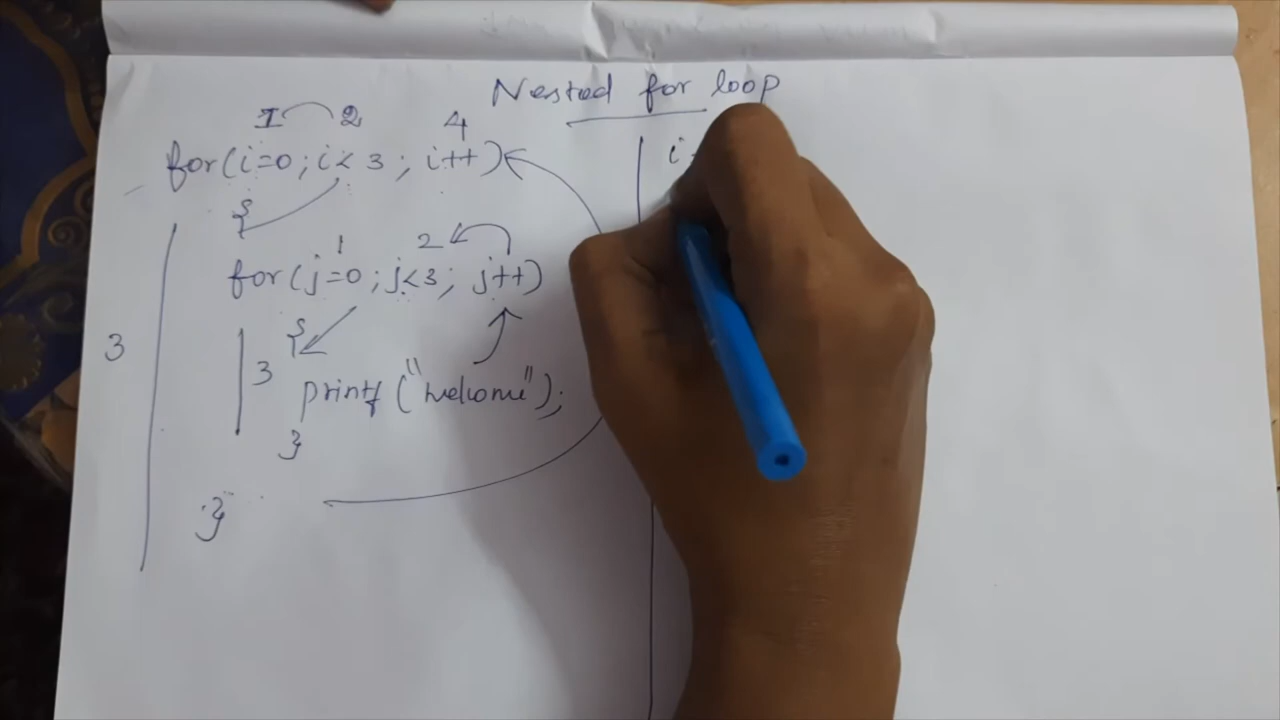 Nested for loop
1 2 4
for(i=0; i<3; i++)
{
1 2
for(j=0; j<3; j++)
{
3
3
printf("welcome");
}
}
i